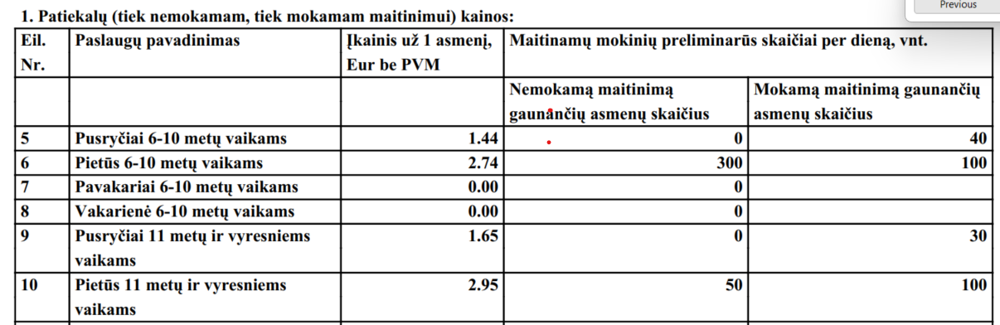 Previous
1. Patiekalų (tiek nemokamam, tiek mokamam maitinimui) kainos:
Eil. Nr.
Paslaugų pavadinimas
Įkainis už 1 asmenį,
Eur be PVM
Maitinamų mokinių preliminarūs skaičiai per dieną, vnt.
Nemokamą maitinimą
gaunančių asmenų skaičius
Mokamą maitinimą gaunančių
asmenų skaičius
5 Pusryčiai 6-10 metų vaikams 1.44 0 40
6 Pietūs 6-10 metų vaikams 2.74 300 100
7 Pavakariai 6-10 metų vaikams 0.00 0
8 Vakarienė 6-10 metų vaikams 0.00 0
9 Pusryčiai 11 metų ir vyresniems 1.65 0 30
vaikams
10 Pietūs 11 metų ir vyresniems 2.95 50 100
vaikams